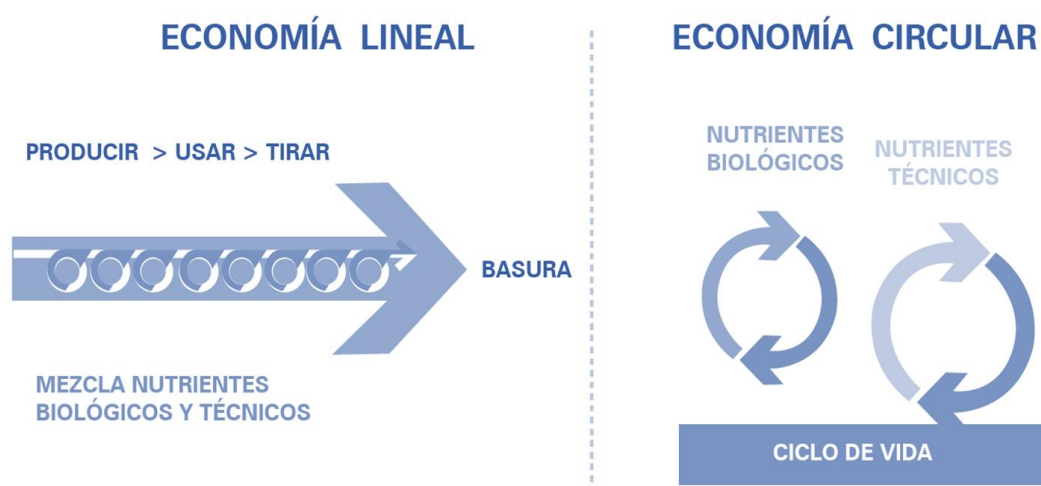 ECONOMÍA LINEAL
PRODUCIR > USAR > TIRAR
BASURA
MEZCLA NUTRIENTES
BIOLÓGICOS Y TÉCNICOS
ECONOMÍA CIRCULAR
NUTRIENTES
BIOLÓGICOS
NUTRIENTES
TÉCNICOS
CICLO DE VIDA